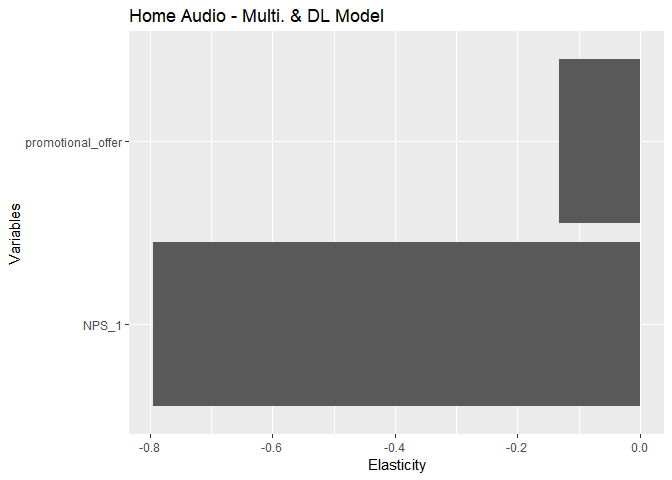 Home Audio - Multi. & DL Model
promotional_offer
NPS_1
Variables
-0.8 -0.6 -0.4 -0.2 0.0
Elasticity